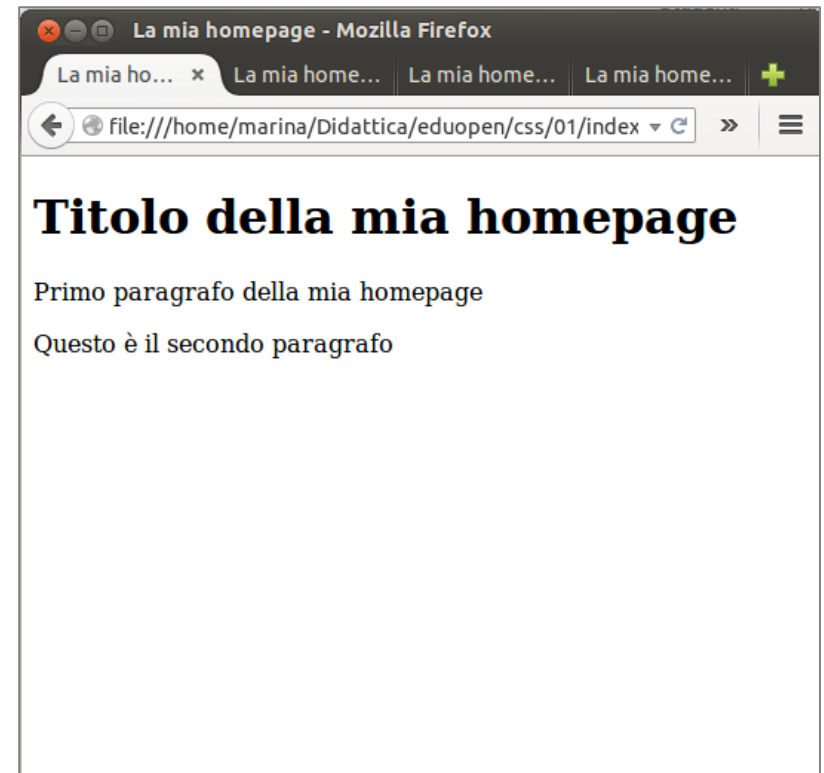 La mia homepage - Mozilla Firefox
La mia ho... × La mia home... La mia home... La mia home...
file:///home/marina/Didattica/eduopen/css/01/index
Titolo della mia homepage
Primo paragrafo della mia homepage
Questo è il secondo paragrafo